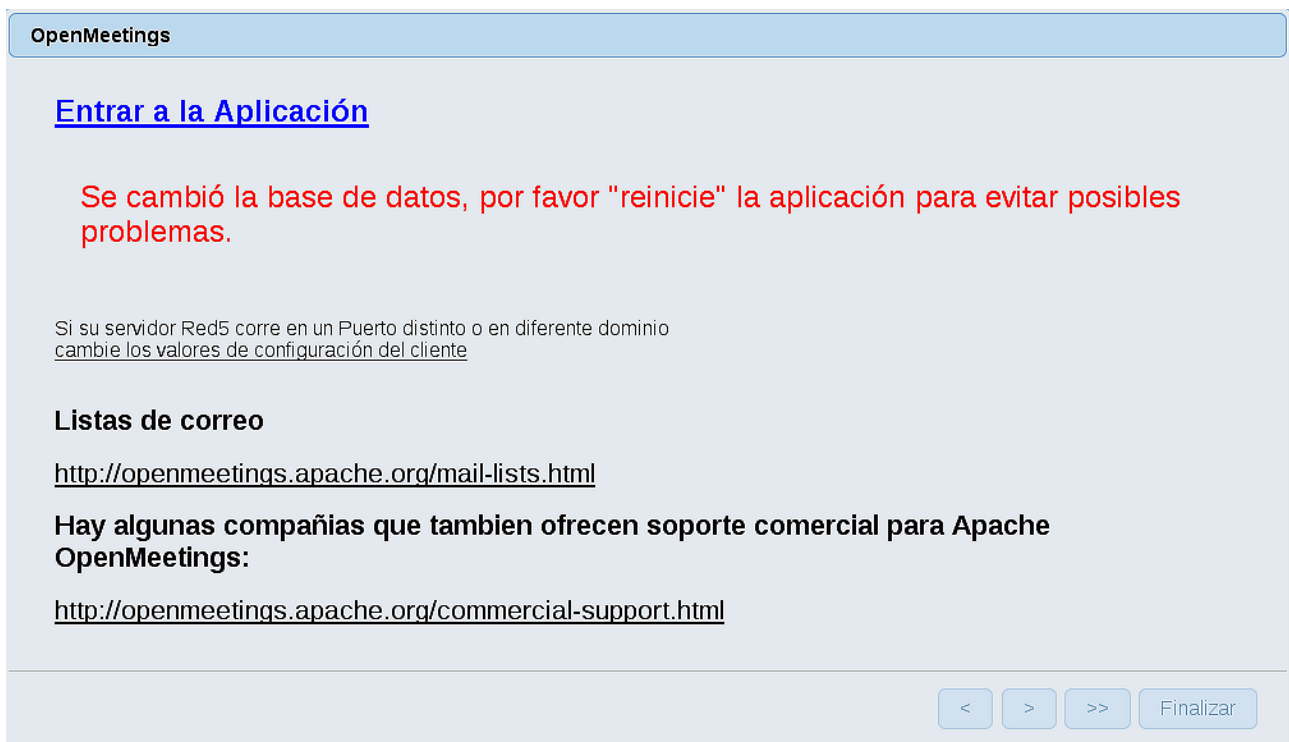 OpenMeetings
Entrar a la Aplicación
Se cambió la base de datos, por favor "reinicie" la aplicación para evitar posibles
problemas.
Si su servidor Red5 corre en un Puerto distinto o en diferente dominio
cambie los valores de configuración del cliente
Listas de correo
http://openmeetings.apache.org/mail-lists.html
Hay algunas compañias que tambien ofrecen soporte comercial para Apache
OpenMeetings:
http://openmeetings.apache.org/commercial-support.html
< > >> Finalizar